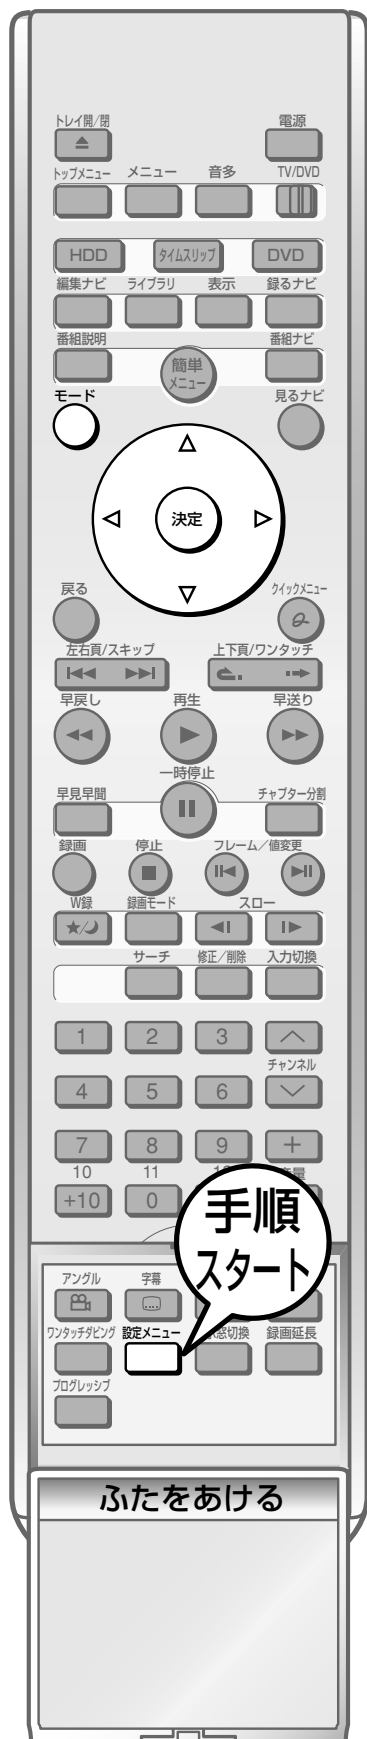 トレイ開/閉 電源
トップメニュー メニュー 音多 TV/DVD
HDD タイムスリップ DVD
編集ナビ ライブラリ 表示 録るナビ
番組説明 番組ナビ
簡単
メニュー
モード 見るナビ
決定
戻る クイックメニュー
左右頁/スキップ 上下頁/ワンタッチ
早戻し 再生 早送り
一時停止
早見早聞 チャプター分割
録画 停止 フレーム/値変更
W録 録画モード スロー
★/
サーチ 修正/削除 入力切換
1 2 3
チャンネル
4 5 6
7 8 9 +
10 11
+10 0
手順
スタート
アングル 字幕
ワンタッチダビング 設定メニュー 切換 録画延長
プログレッシブ
ふたをあける